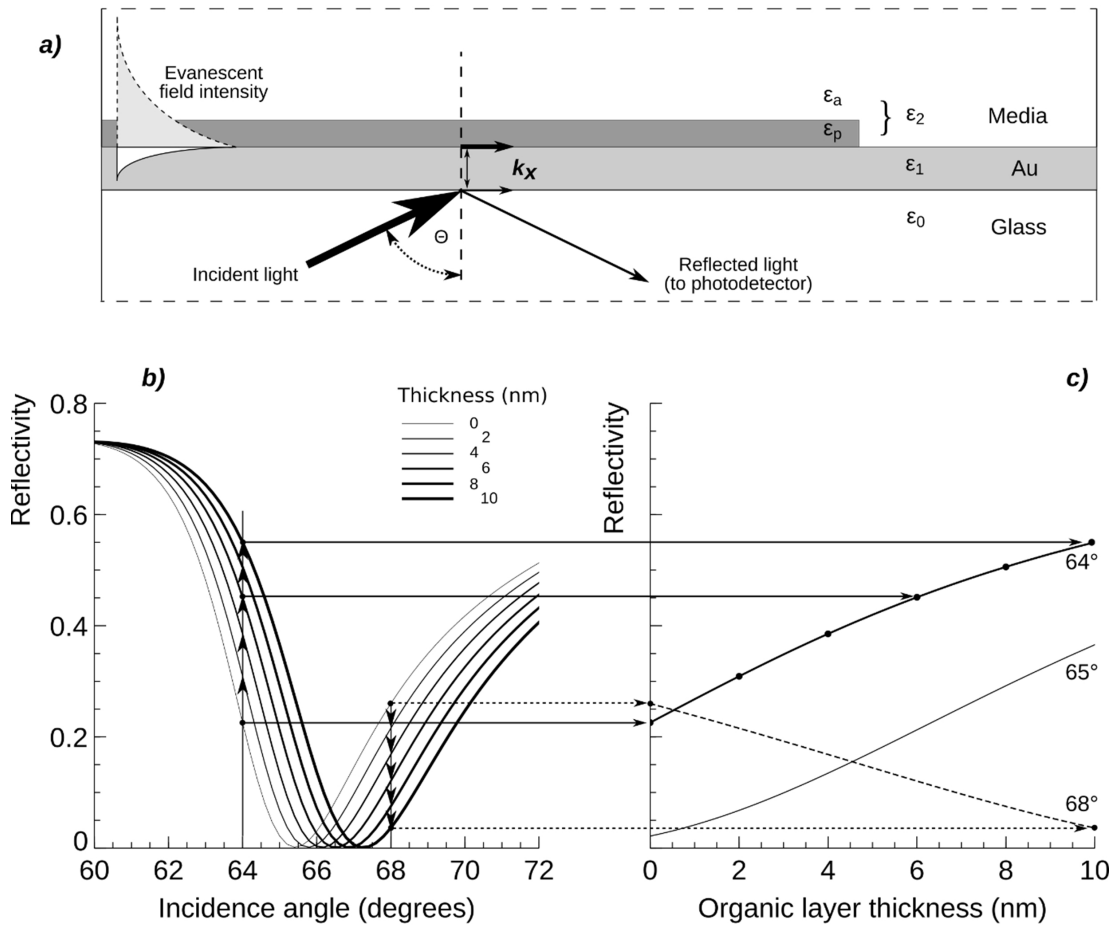 a)
Evanescent
field intensity
εa
εp
}
ε2
Media
kx
ε1
Au
ε0
Glass
Θ
Incident light
Reflected light
(to photodetector)
b)
Thickness (nm)
0
2
4
6
8
10
Reflectivity
0.8
0.6
0.4
0.2
0
60
62
64
66
68
70
72
Incidence angle (degrees)
c)
Reflectivity
64°
65°
68°
0
2
4
6
8
10
Organic layer thickness (nm)